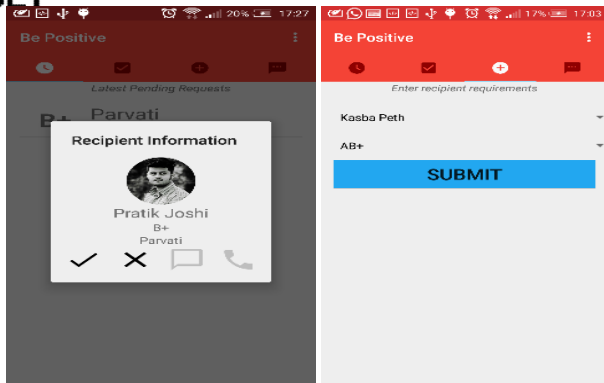 20% 17:27
Be Positive
Latest Pending Requests
B+ Parvati
Recipient Information
Pratik Joshi
B+
Parvati
17% 17:03
Be Positive
Enter recipient requirements
Kasba Peth
AB+
SUBMIT